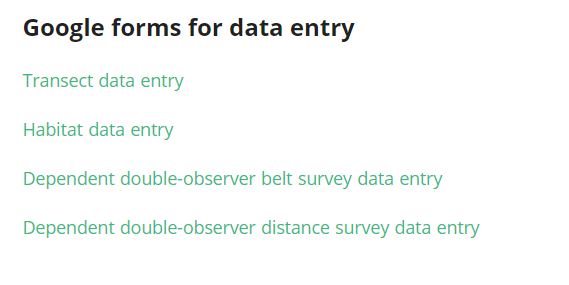 Google forms for data entry
Transect data entry
Habitat data entry
Dependent double-observer belt survey data entry
Dependent double-observer distance survey data entry